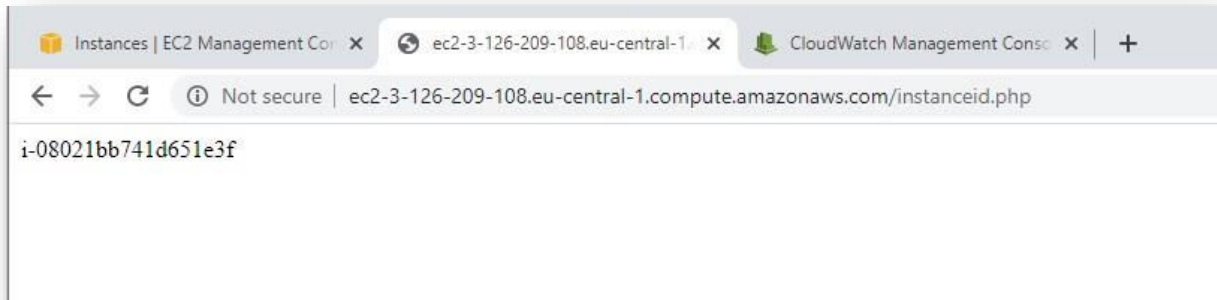 Instances | EC2 Management Cor
ec2-3-126-209-108.eu-central-1.
CloudWatch Management Conso
Not secure | ec2-3-126-209-108.eu-central-1.compute.amazonaws.com/instanceid.php
i-08021bb741d651e3f